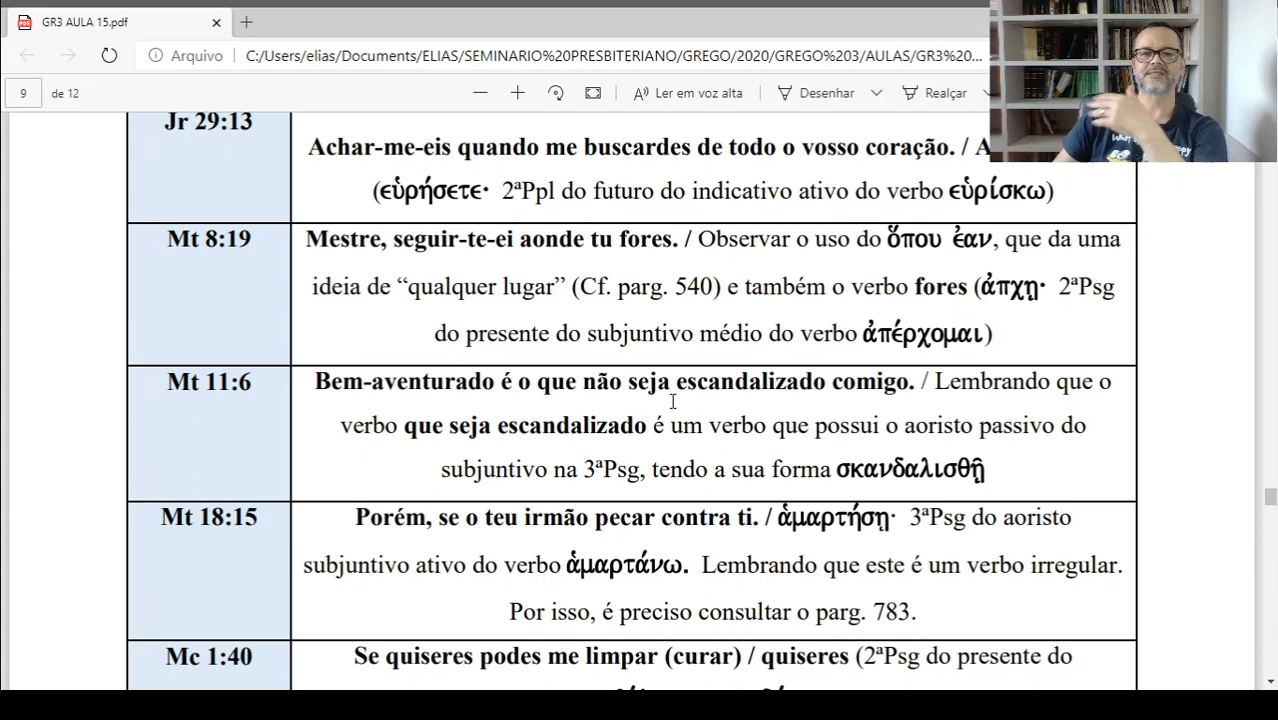 GR3 AULA 15.pdf
Arquivo C:/Users/elias/Documents/ELIAS/SEMINARIO%20PRESBITERIANO/GREGO/2020/GREGO%203/AULAS/GR3%20...
9 de 12 Ler em voz alta Desenhar Realçar
Jr 29:13
Achar-me-eis quando me buscardes de todo o vosso coração. / A
(εὑρήσετε· 2ªPpl do futuro do indicativo ativo do verbo εὑρίσκω)
Mt 8:19
Mestre, seguir-te-ei aonde tu fores. / Observar o uso do ὅπου ἐαν, que da uma
ideia de “qualquer lugar” (Cf. parg. 540) e também o verbo fores (ἀπχῃ· 2ªPsg
do presente do subjuntivo médio do verbo ἀπέρχομαι)
Mt 11:6
Bem-aventurado é o que não seja escandalizado comigo. / Lembrando que o
verbo que seja escandalizado é um verbo que possui o aoristo passivo do
subjuntivo na 3ªPsg, tendo a sua forma σκανδαλισθῇ
Mt 18:15
Porém, se o teu irmão pecar contra ti. / ἁμαρτήσῃ· 3ªPsg do aoristo
subjuntivo ativo do verbo ἁμαρτάνω. Lembrando que este é um verbo irregular.
Por isso, é preciso consultar o parg. 783.
Mc 1:40
Se quiseres podes me limpar (curar) / quiseres (2ªPsg do presente do